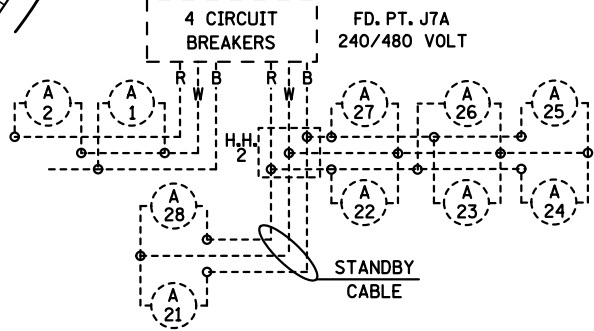 4 CIRCUIT
BREAKERS
FD. PT. J7A
240/480 VOLT
R
W
B
R
W
B
A
2
A
1
H.H.
2
A
27
A
26
A
25
A
22
A
23
A
24
A
28
A
21
STANDBY
CABLE